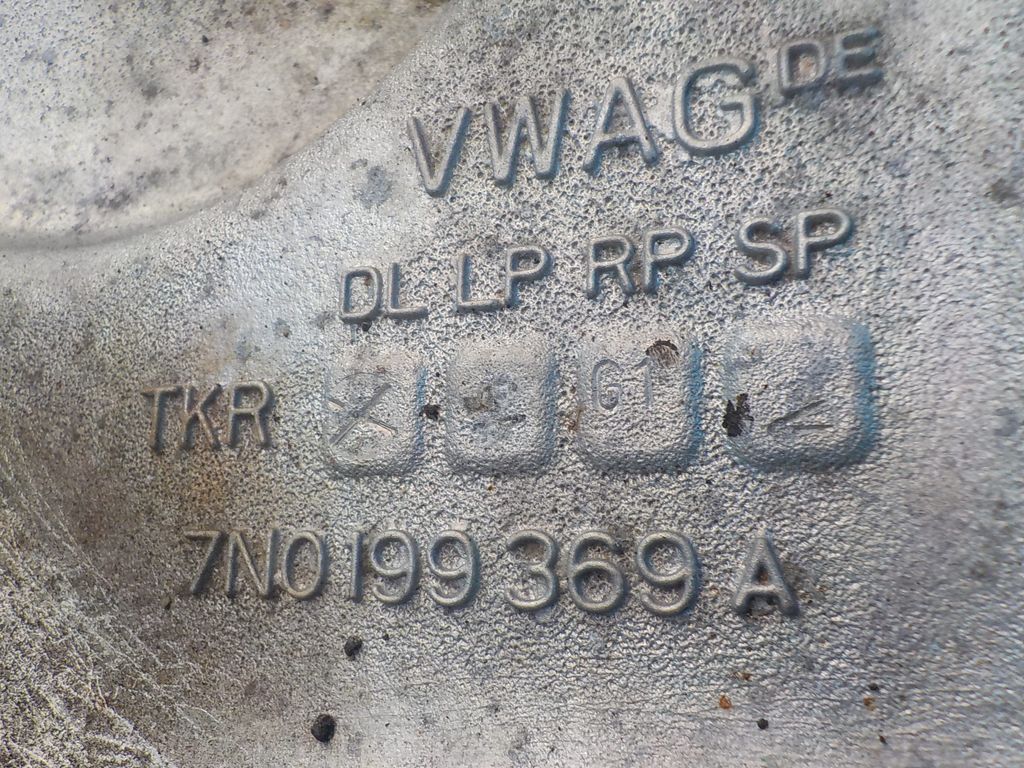 VWAG DE
DL LP RP SP
TKR G1
7N0 199 369 A